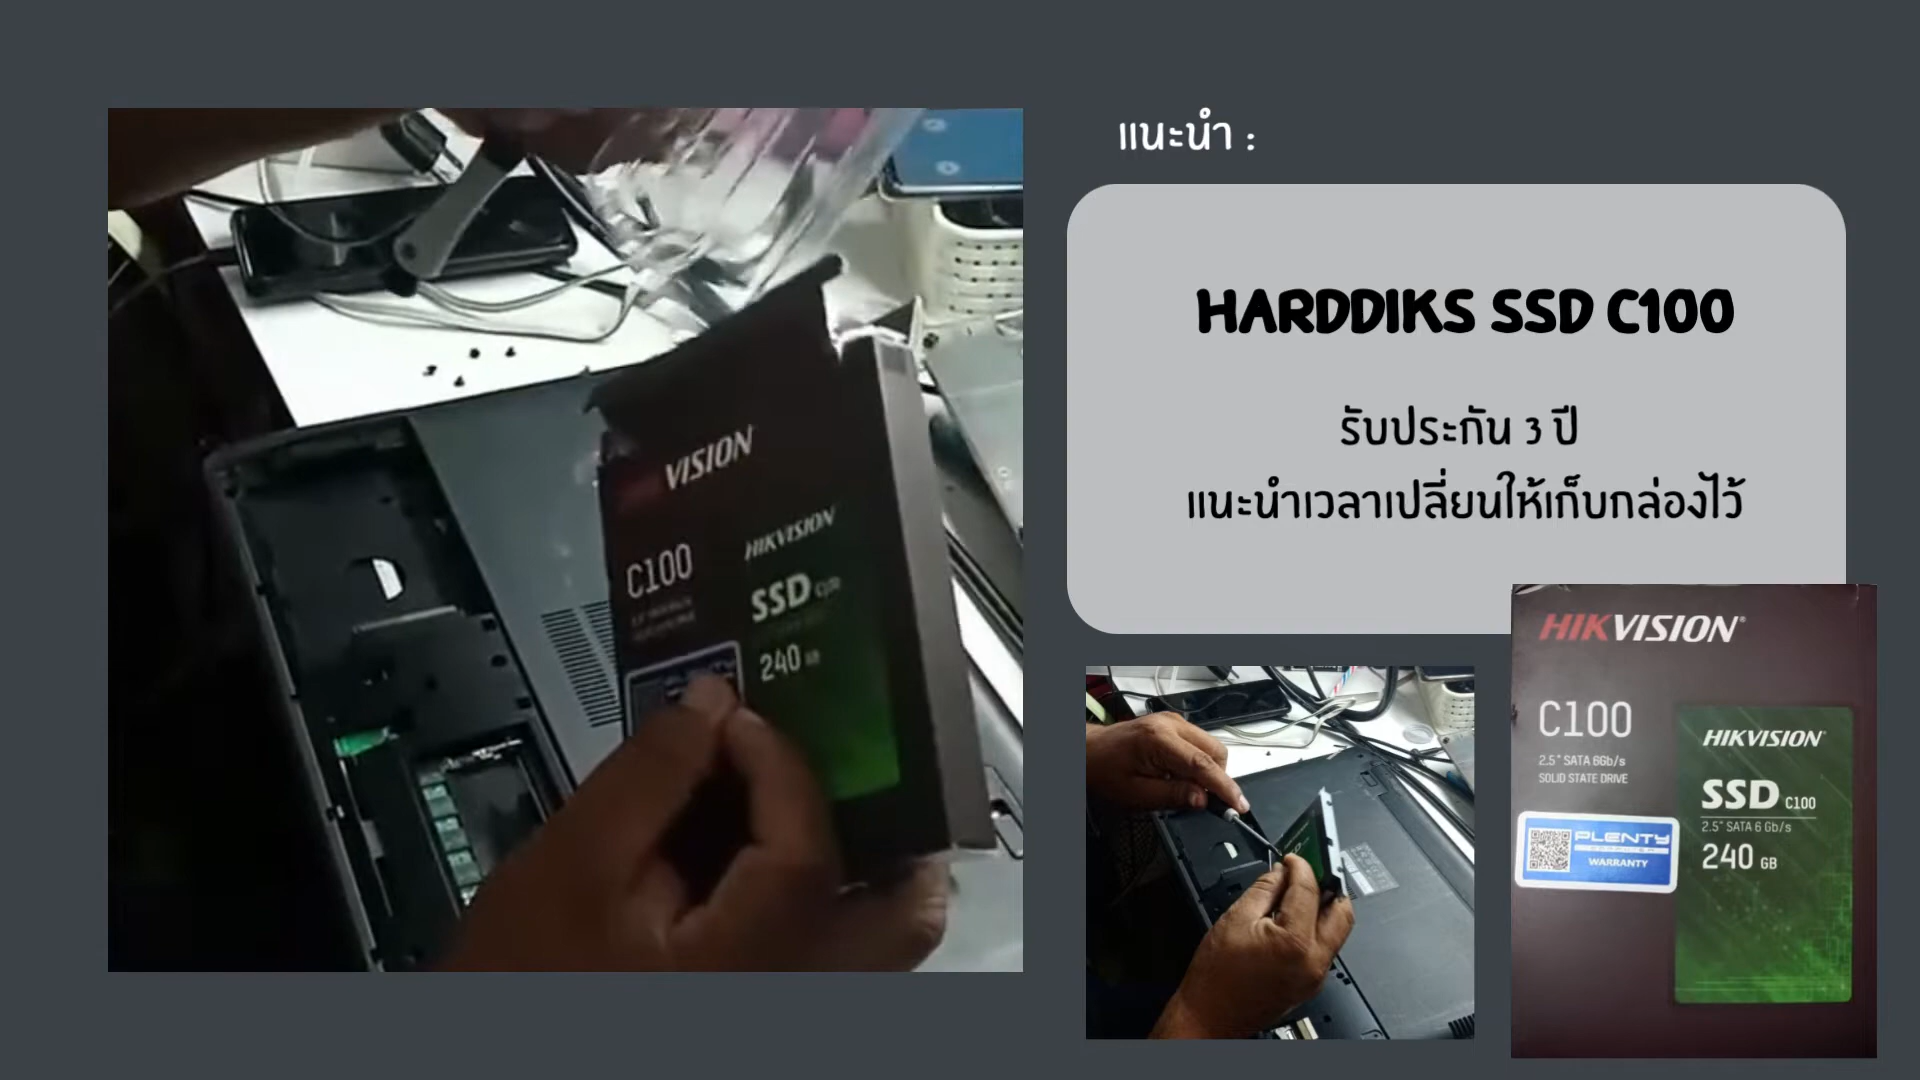 แนะนำ :
HARDDIKS SSD C100
รับประกัน 3 ปี
แนะนำเวลาเปลี่ยนให้เก็บกล่องไว้
VISION
C100
HIKVISION
SSD C100
240 GB
HIKVISION
C100
2.5" SATA 6Gb/s
SOLID STATE DRIVE
PLENTY
WARRANTY
HIKVISION
SSD C100
2.5" SATA 6 Gb/s
240 GB